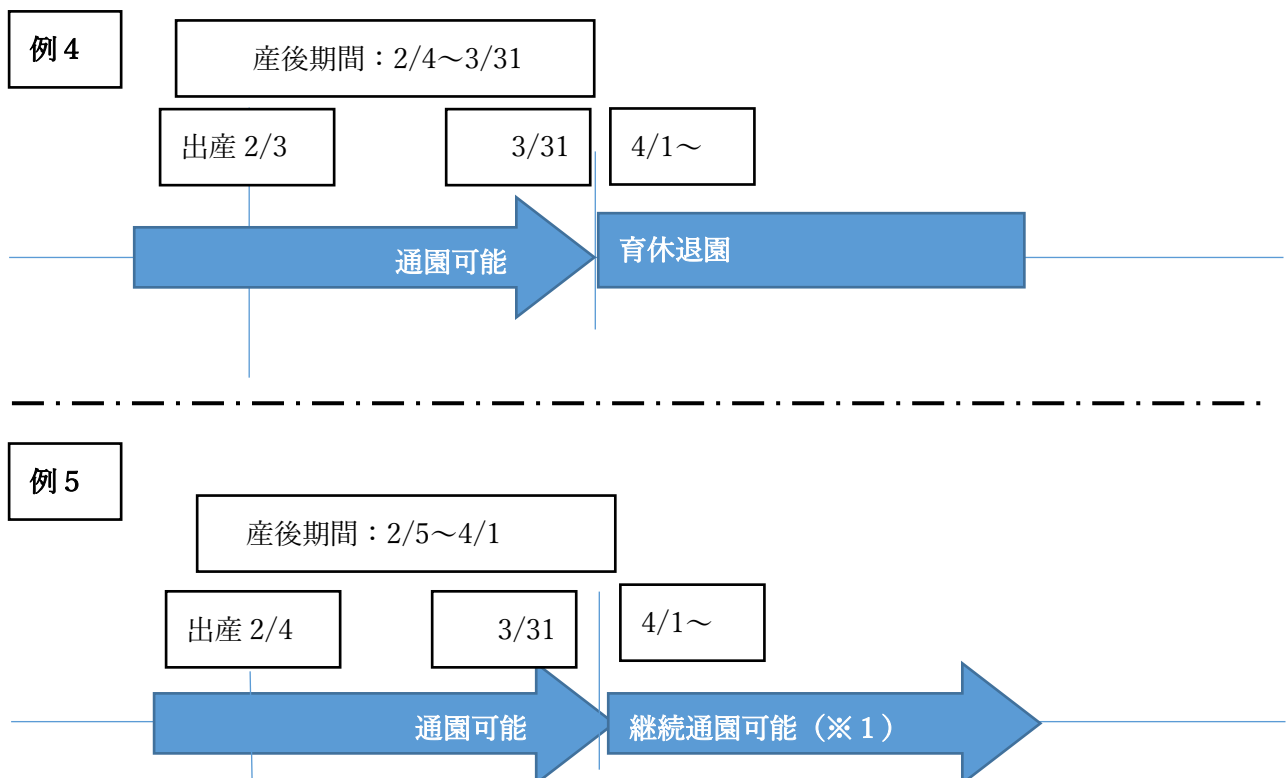 例４
産後期間：2/4～3/31
出産 2/3
3/31
4/1～
通園可能
育休退園
例５
産後期間：2/5～4/1
出産 2/4
3/31
4/1～
通園可能
継続通園可能（※１）